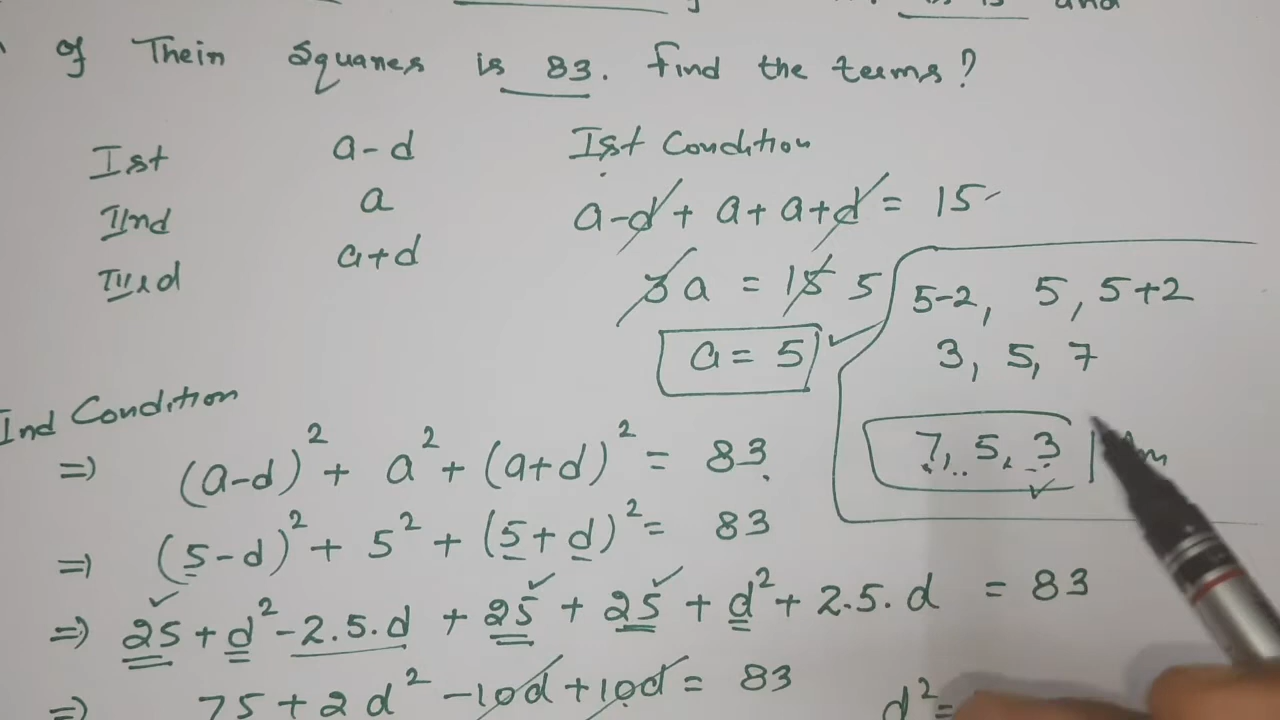 and
of Their Squares is 83. Find the terms?
Ist a-d
IInd a
IIIrd a+d
Ist Condition
a-d + a + a+d = 15
3a = 15 5
a = 5
5-2, 5, 5+2
3, 5, 7
7, 5, 3
IInd Condition
=) (a-d)² + a² + (a+d)² = 83
=) (5-d)² + 5² + (5+d)² = 83
=) 25 + d² - 2.5.d + 25 + 25 + d² + 2.5.d = 83
=) 75 + 2d² - 10d + 10d = 83
d² =